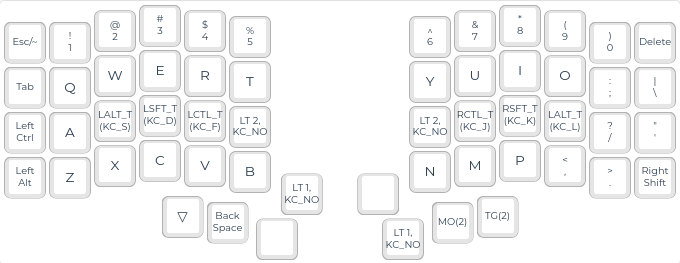 Esc/~
!
1
@
2
#
3
$
4
%
5
^
6
&
7
*
8
(
9
)
0
Delete
Tab
Q
W
E
R
T
Y
U
I
O
:
;
|
\
Left
Ctrl
A
LALT_T
(KC_S)
LSFT_T
(KC_D)
LCTL_T
(KC_F)
LT 2,
KC_NO
LT 2,
KC_NO
RCTL_T
(KC_J)
RSFT_T
(KC_K)
LALT_T
(KC_L)
?
/
"
'
Left
Alt
Z
X
C
V
B
N
M
P
<
,
>
.
Right
Shift
LT 1,
KC_NO
▽
Back
Space
LT 1,
KC_NO
MO(2)
TG(2)